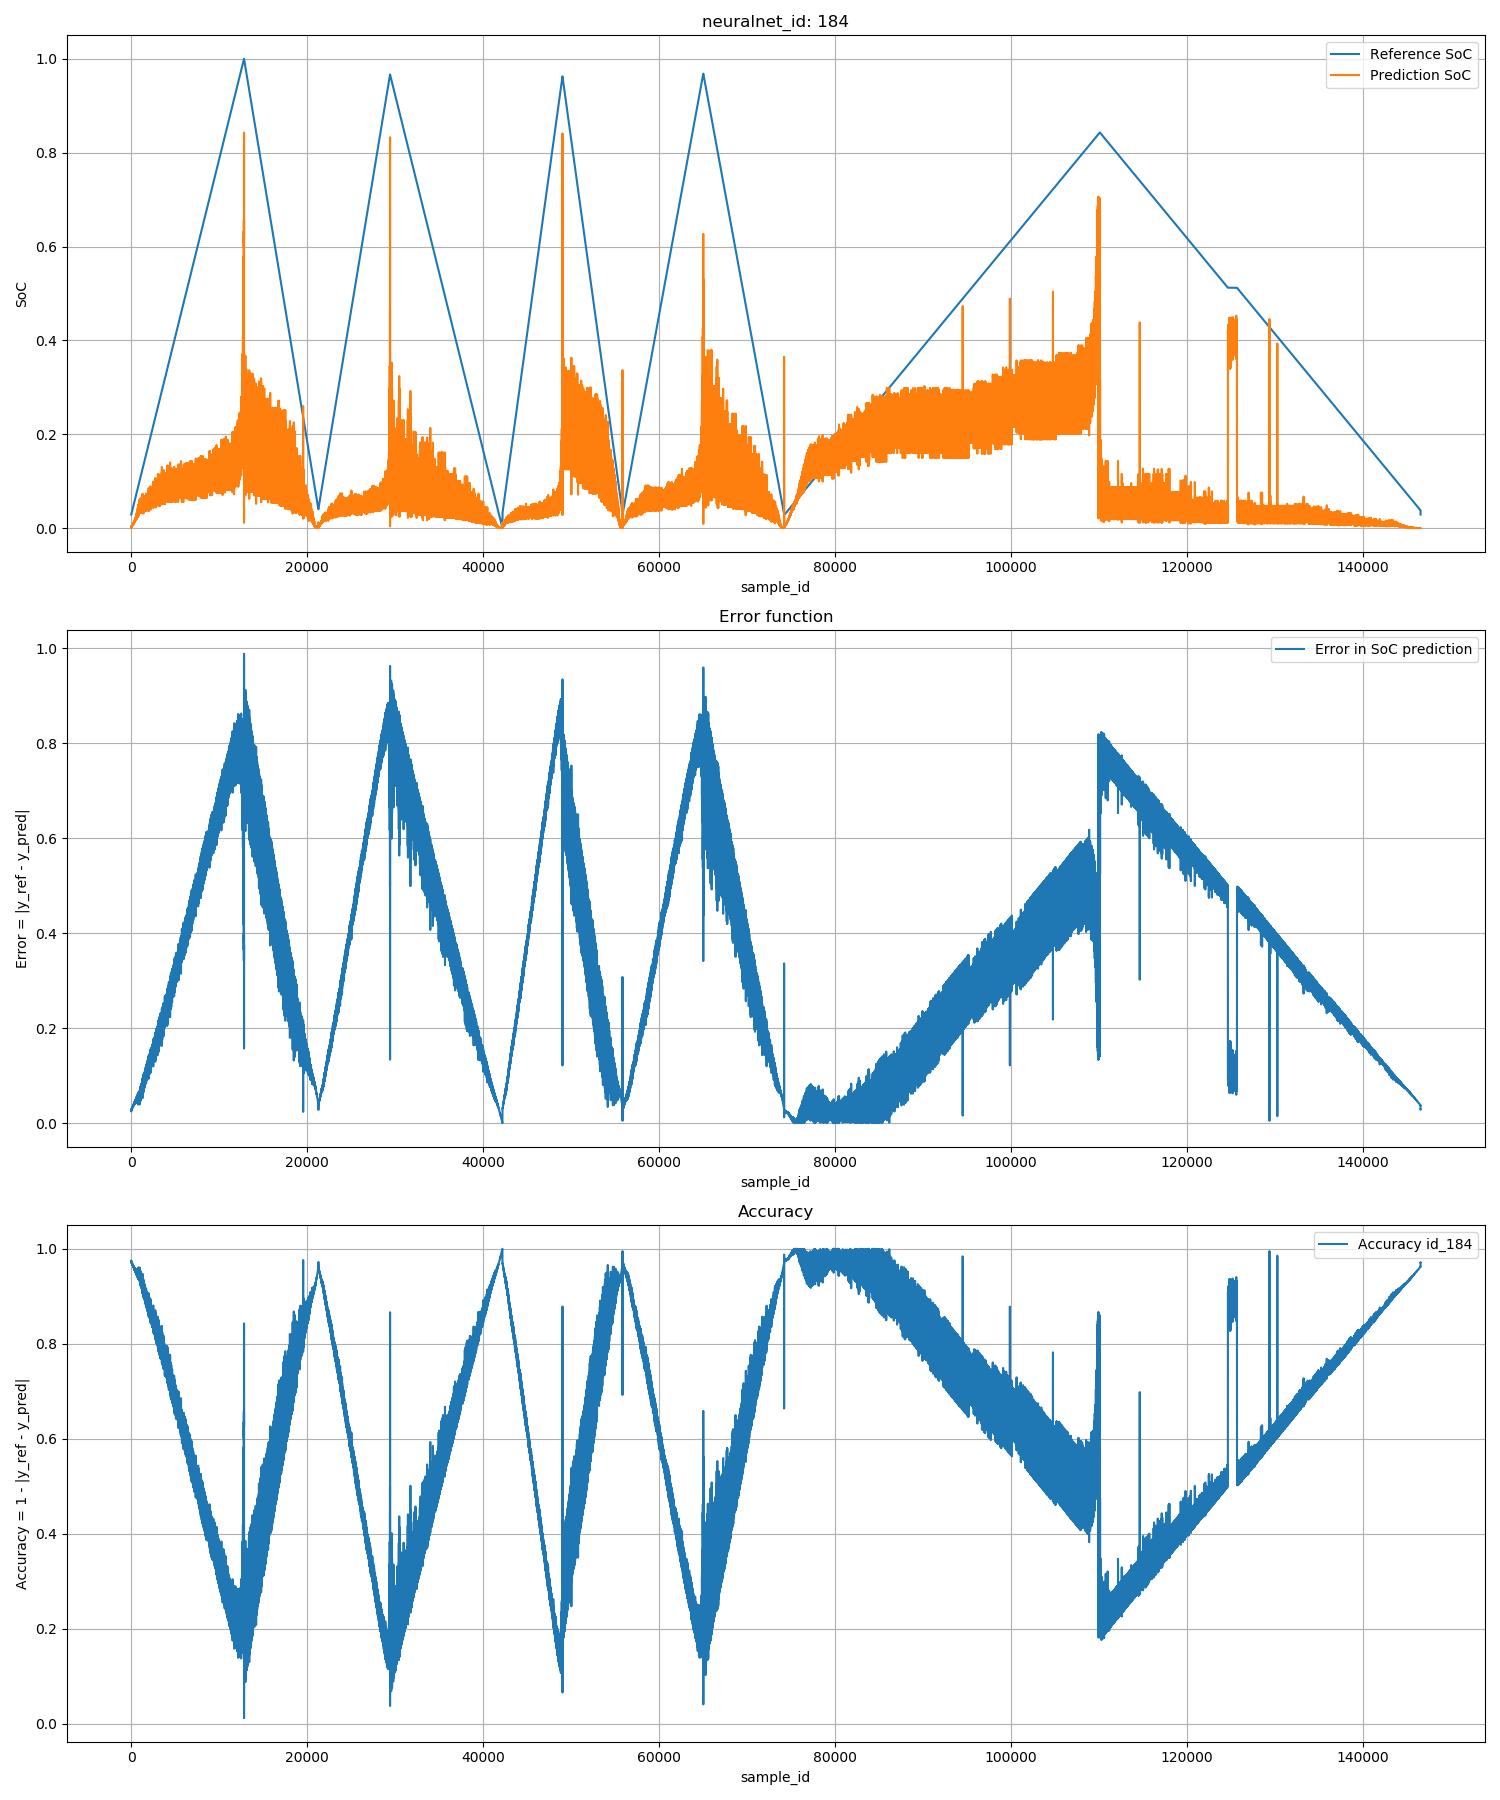 neuralnet_id: 184
Reference SoC
Prediction SoC
SoC
1.0
0.8
0.6
0.4
0.2
0.0
0 20000 40000 60000 80000 100000 120000 140000
sample_id
Error function
Error in SoC prediction
Error = |y_ref - y_pred|
1.0
0.8
0.6
0.4
0.2
0.0
0 20000 40000 60000 80000 100000 120000 140000
sample_id
Accuracy
Accuracy id_184
Accuracy = 1 - |y_ref - y_pred|
1.0
0.8
0.6
0.4
0.2
0.0
0 20000 40000 60000 80000 100000 120000 140000
sample_id